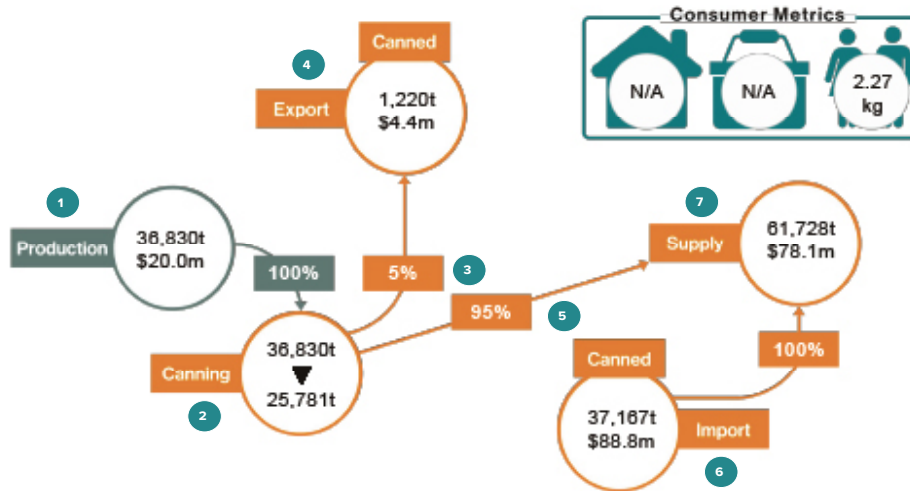 Consumer Metrics
N/A
N/A
2.27
kg
4
Canned
Export
1,220t
$4.4m
1
Production
36,830t
$20.0m
100%
5%
3
95%
5
7
Supply
61,728t
$78.1m
100%
Canning
36,830t
25,781t
2
Canned
37,167t
$88.8m
Import
6